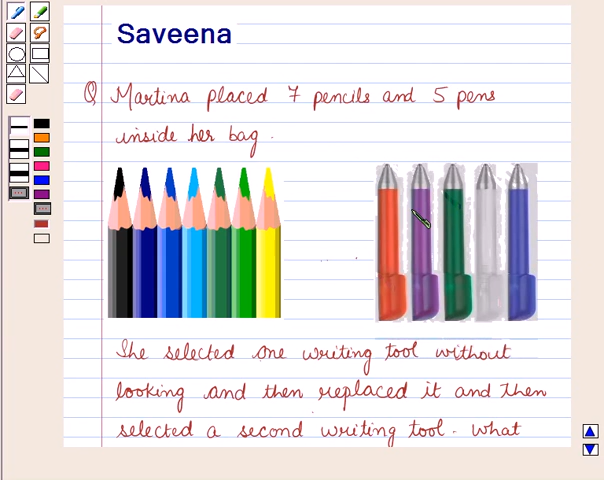 Saveena
Q Martina placed 7 pencils and 5 pens
inside her bag.
She selected one writing tool without
looking and then replaced it and then
selected a second writing tool. What